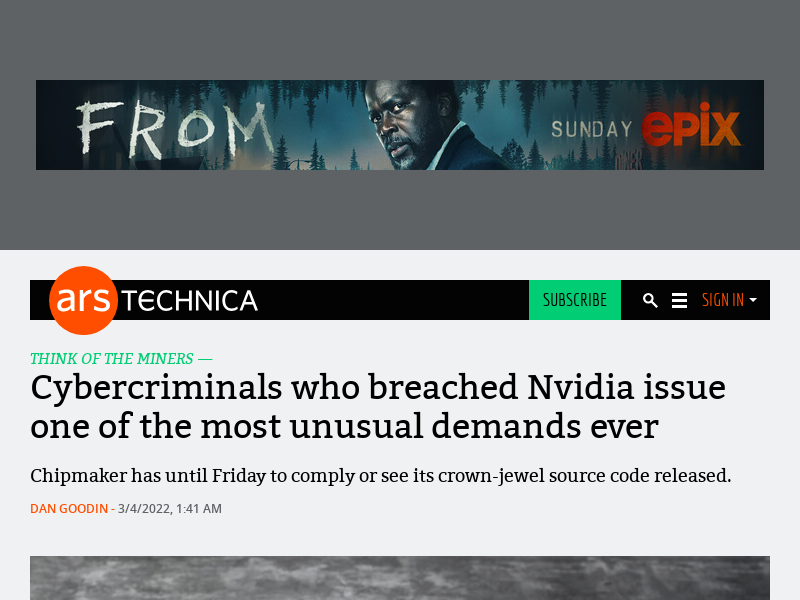 FROM
SUNDAY epix
DINER
ars TECHNICA
SUBSCRIBE
SIGN IN
THINK OF THE MINERS —
Cybercriminals who breached Nvidia issue
one of the most unusual demands ever
Chipmaker has until Friday to comply or see its crown-jewel source code released.
DAN GOODIN - 3/4/2022, 1:41 AM